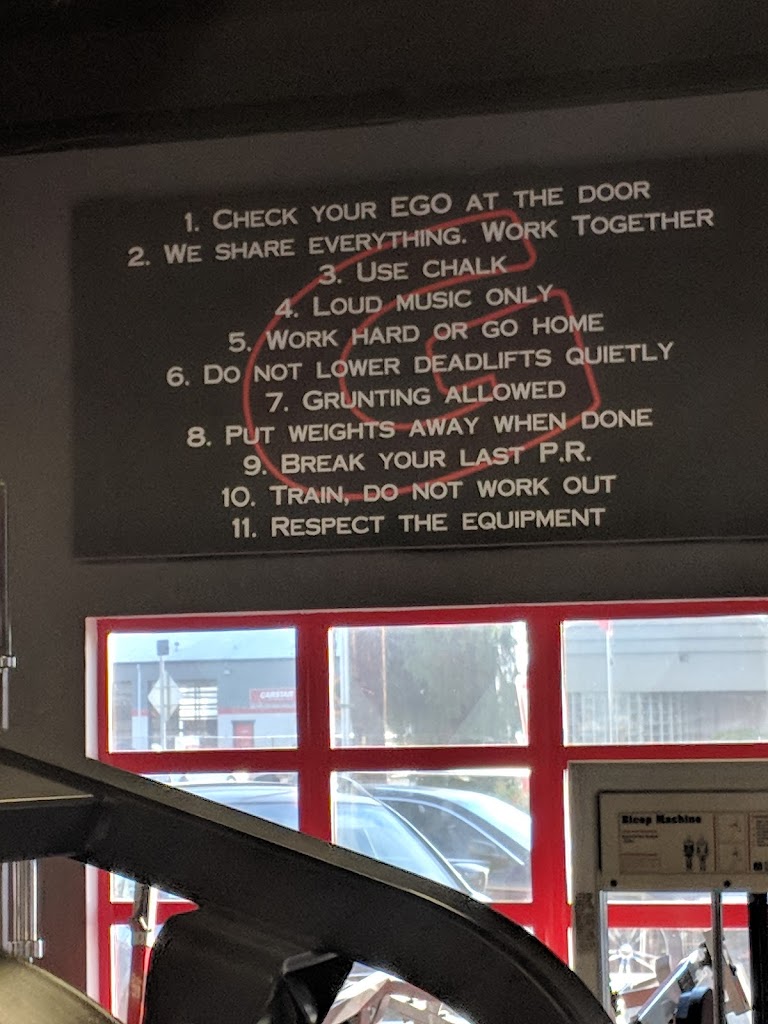 1. Check your EGO at the door
2. We share everything. Work Together
3. Use chalk
4. Loud music only
5. Work hard or go home
6. Do not lower deadlifts quietly
7. Grunting allowed
8. Put weights away when done
9. Break your last P.R.
10. Train, do not work out
11. Respect the equipment
CARSTAR
Bicep Machine